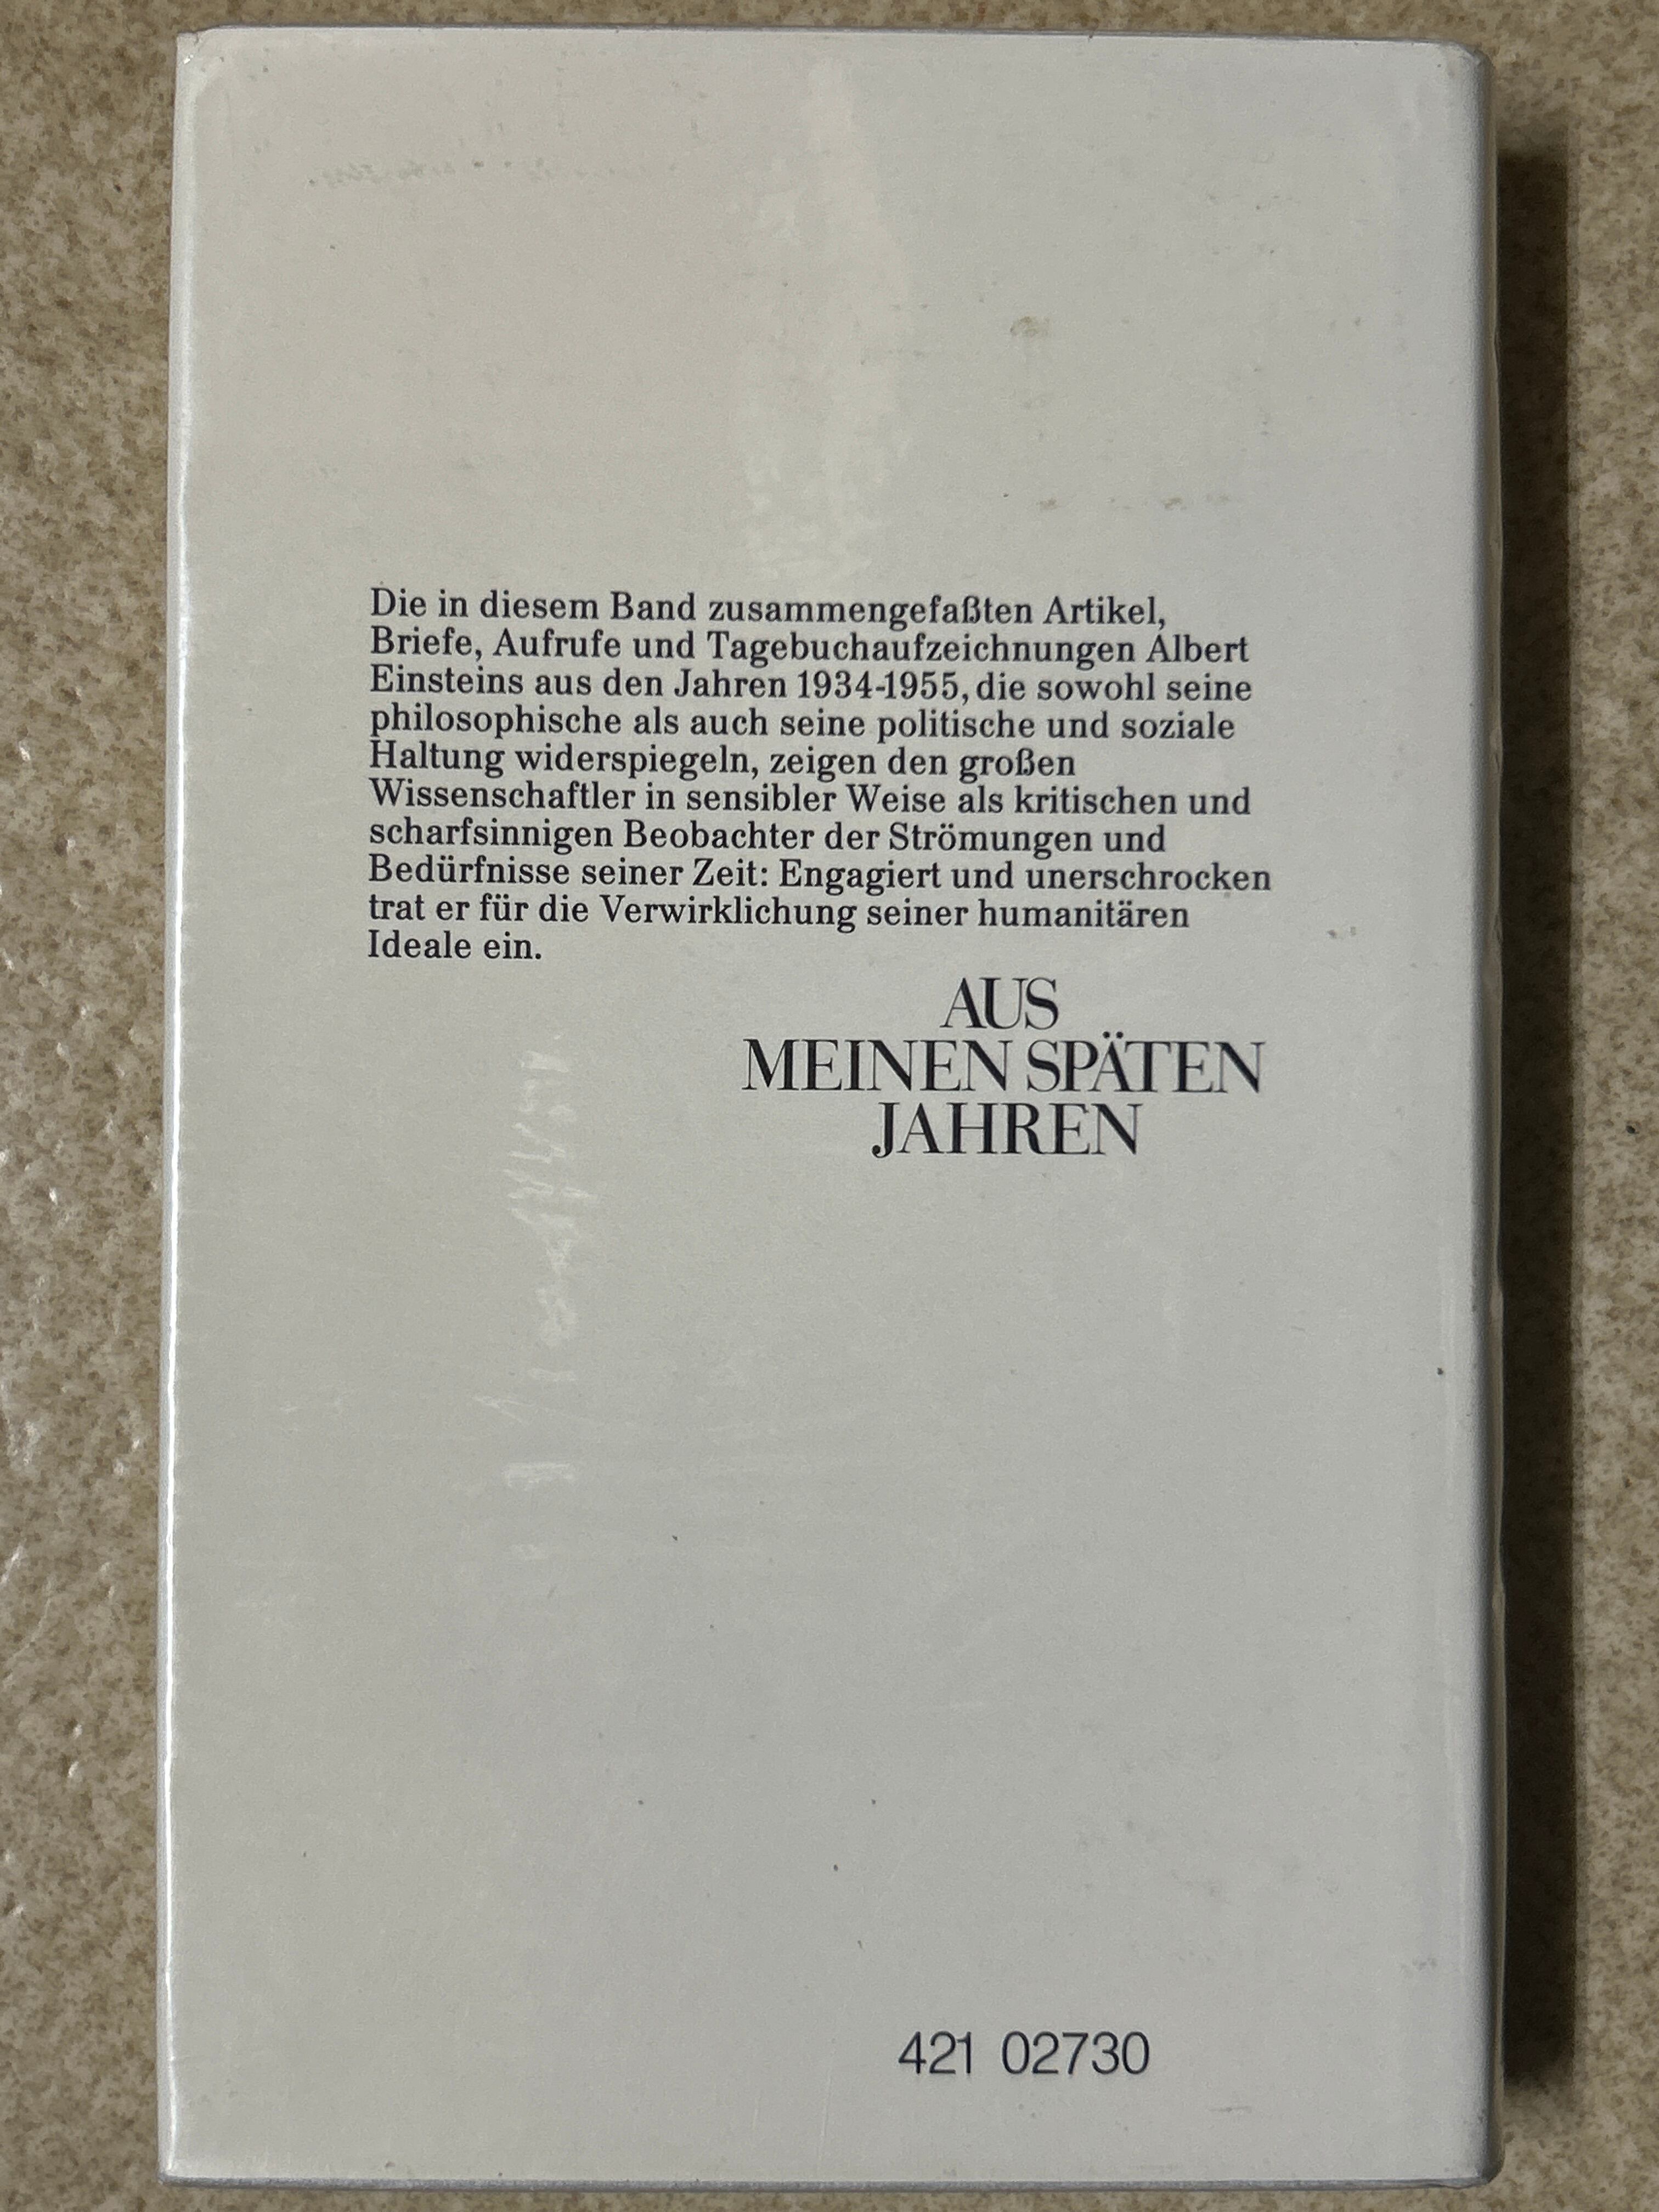 Die in diesem Band zusammengefaßten Artikel,
Briefe, Aufrufe und Tagebuchaufzeichnungen Albert
Einsteins aus den Jahren 1934-1955, die sowohl seine
philosophische als auch seine politische und soziale
Haltung widerspiegeln, zeigen den großen
Wissenschaftler in sensibler Weise als kritischen und
scharfsinnigen Beobachter der Strömungen und
Bedürfnisse seiner Zeit: Engagiert und unerschrocken
trat er für die Verwirklichung seiner humanitären
Ideale ein.
AUS
MEINEN SPÄTEN
JAHREN
421 02730